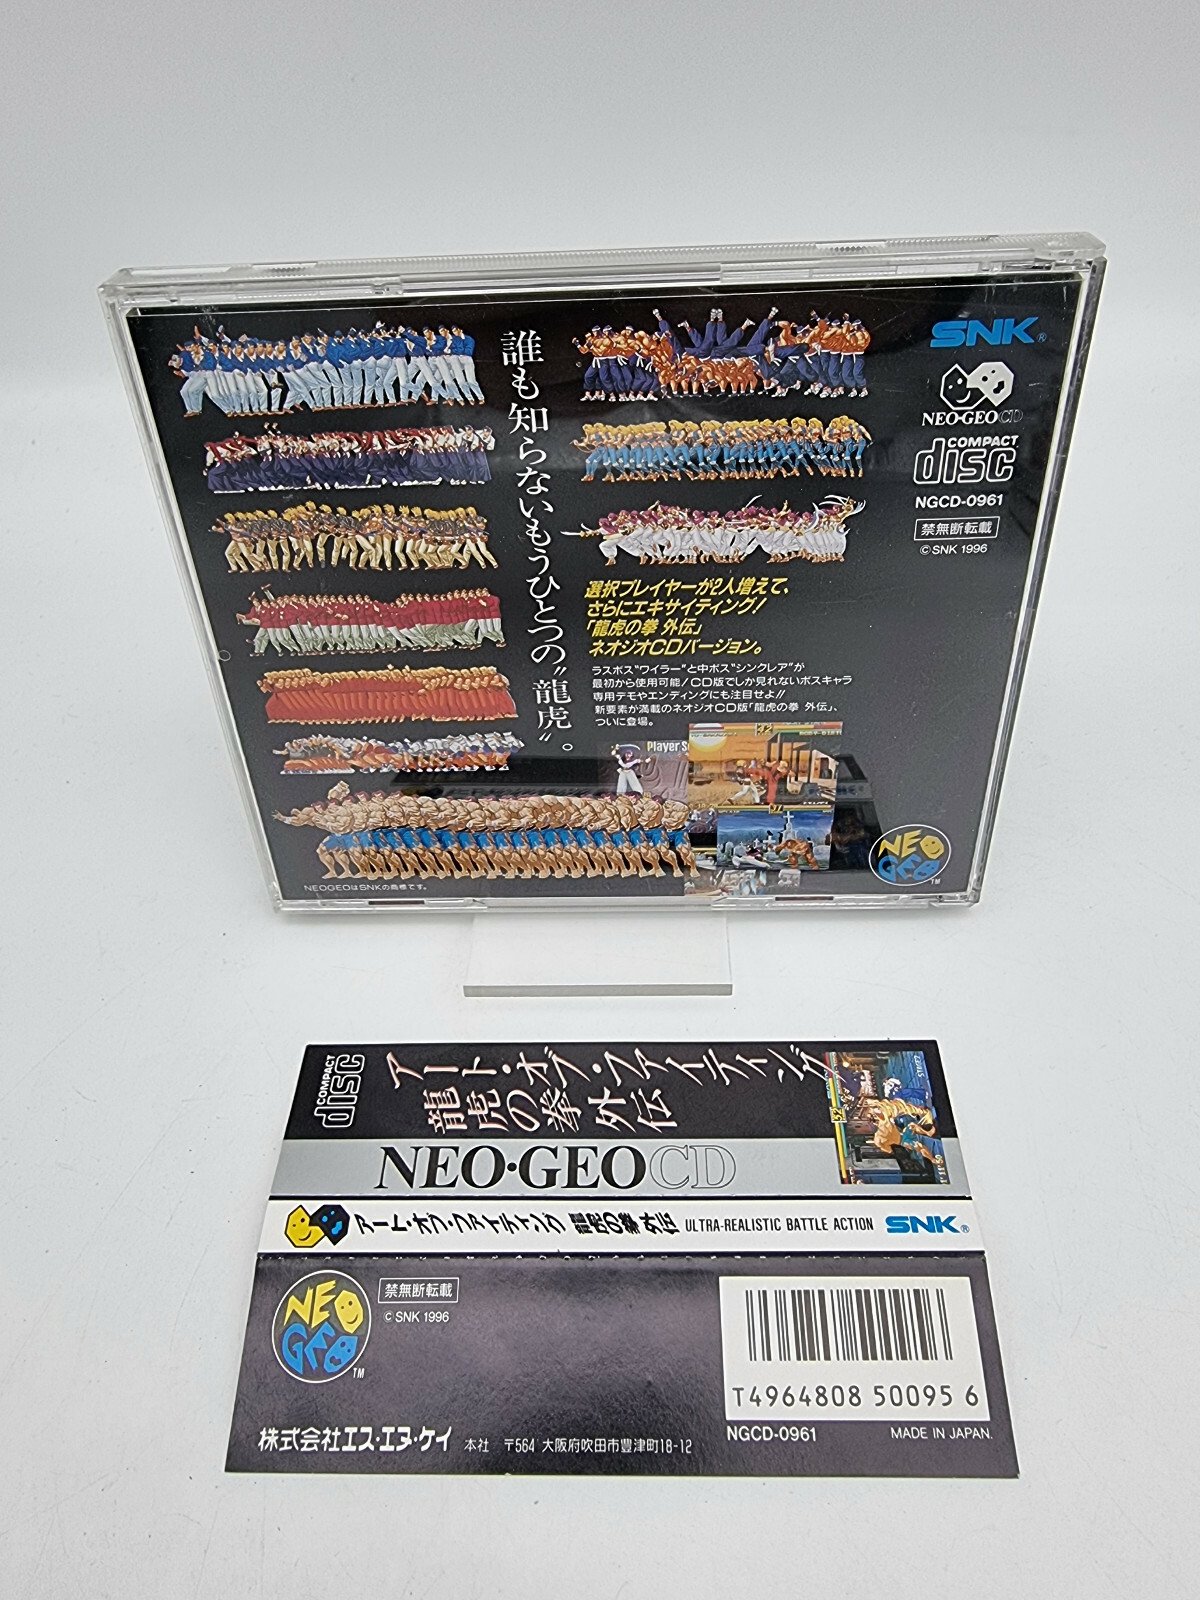 SNK®
NEO·GEO CD
COMPACT
disc
NGCD-0961
禁無断転載
© SNK 1996
誰も知らないもうひとつの"龍虎"。
選択プレイヤーが2人増えて、
さらにエキサイティング!
「龍虎の拳 外伝」
ネオジオCDバージョン。
ラスボス"ワイラー"と中ボス"シンクレア"が
最初から使用可能!CD版でしか見れないボスキャラ
専用デモやエンディングにも注目せよ!!
新要素が満載のネオジオCD版「龍虎の拳 外伝」、
ついに登場。
Player S
NEOGEOはSNKの商標です。
NEO
GEO
TM
COMPACT
disc
アート・オブ・ファイティング
龍虎の拳 外伝
NEO·GEO CD
アート・オブ・ファイティング 龍虎の拳 外伝 ULTRA-REALISTIC BATTLE ACTION SNK®
NEO
GEO
TM
禁無断転載
© SNK 1996
T4964808 50095 6
NGCD-0961
MADE IN JAPAN.
株式会社エス・エヌ・ケイ 本社 〒564 大阪府吹田市豊津町18-12